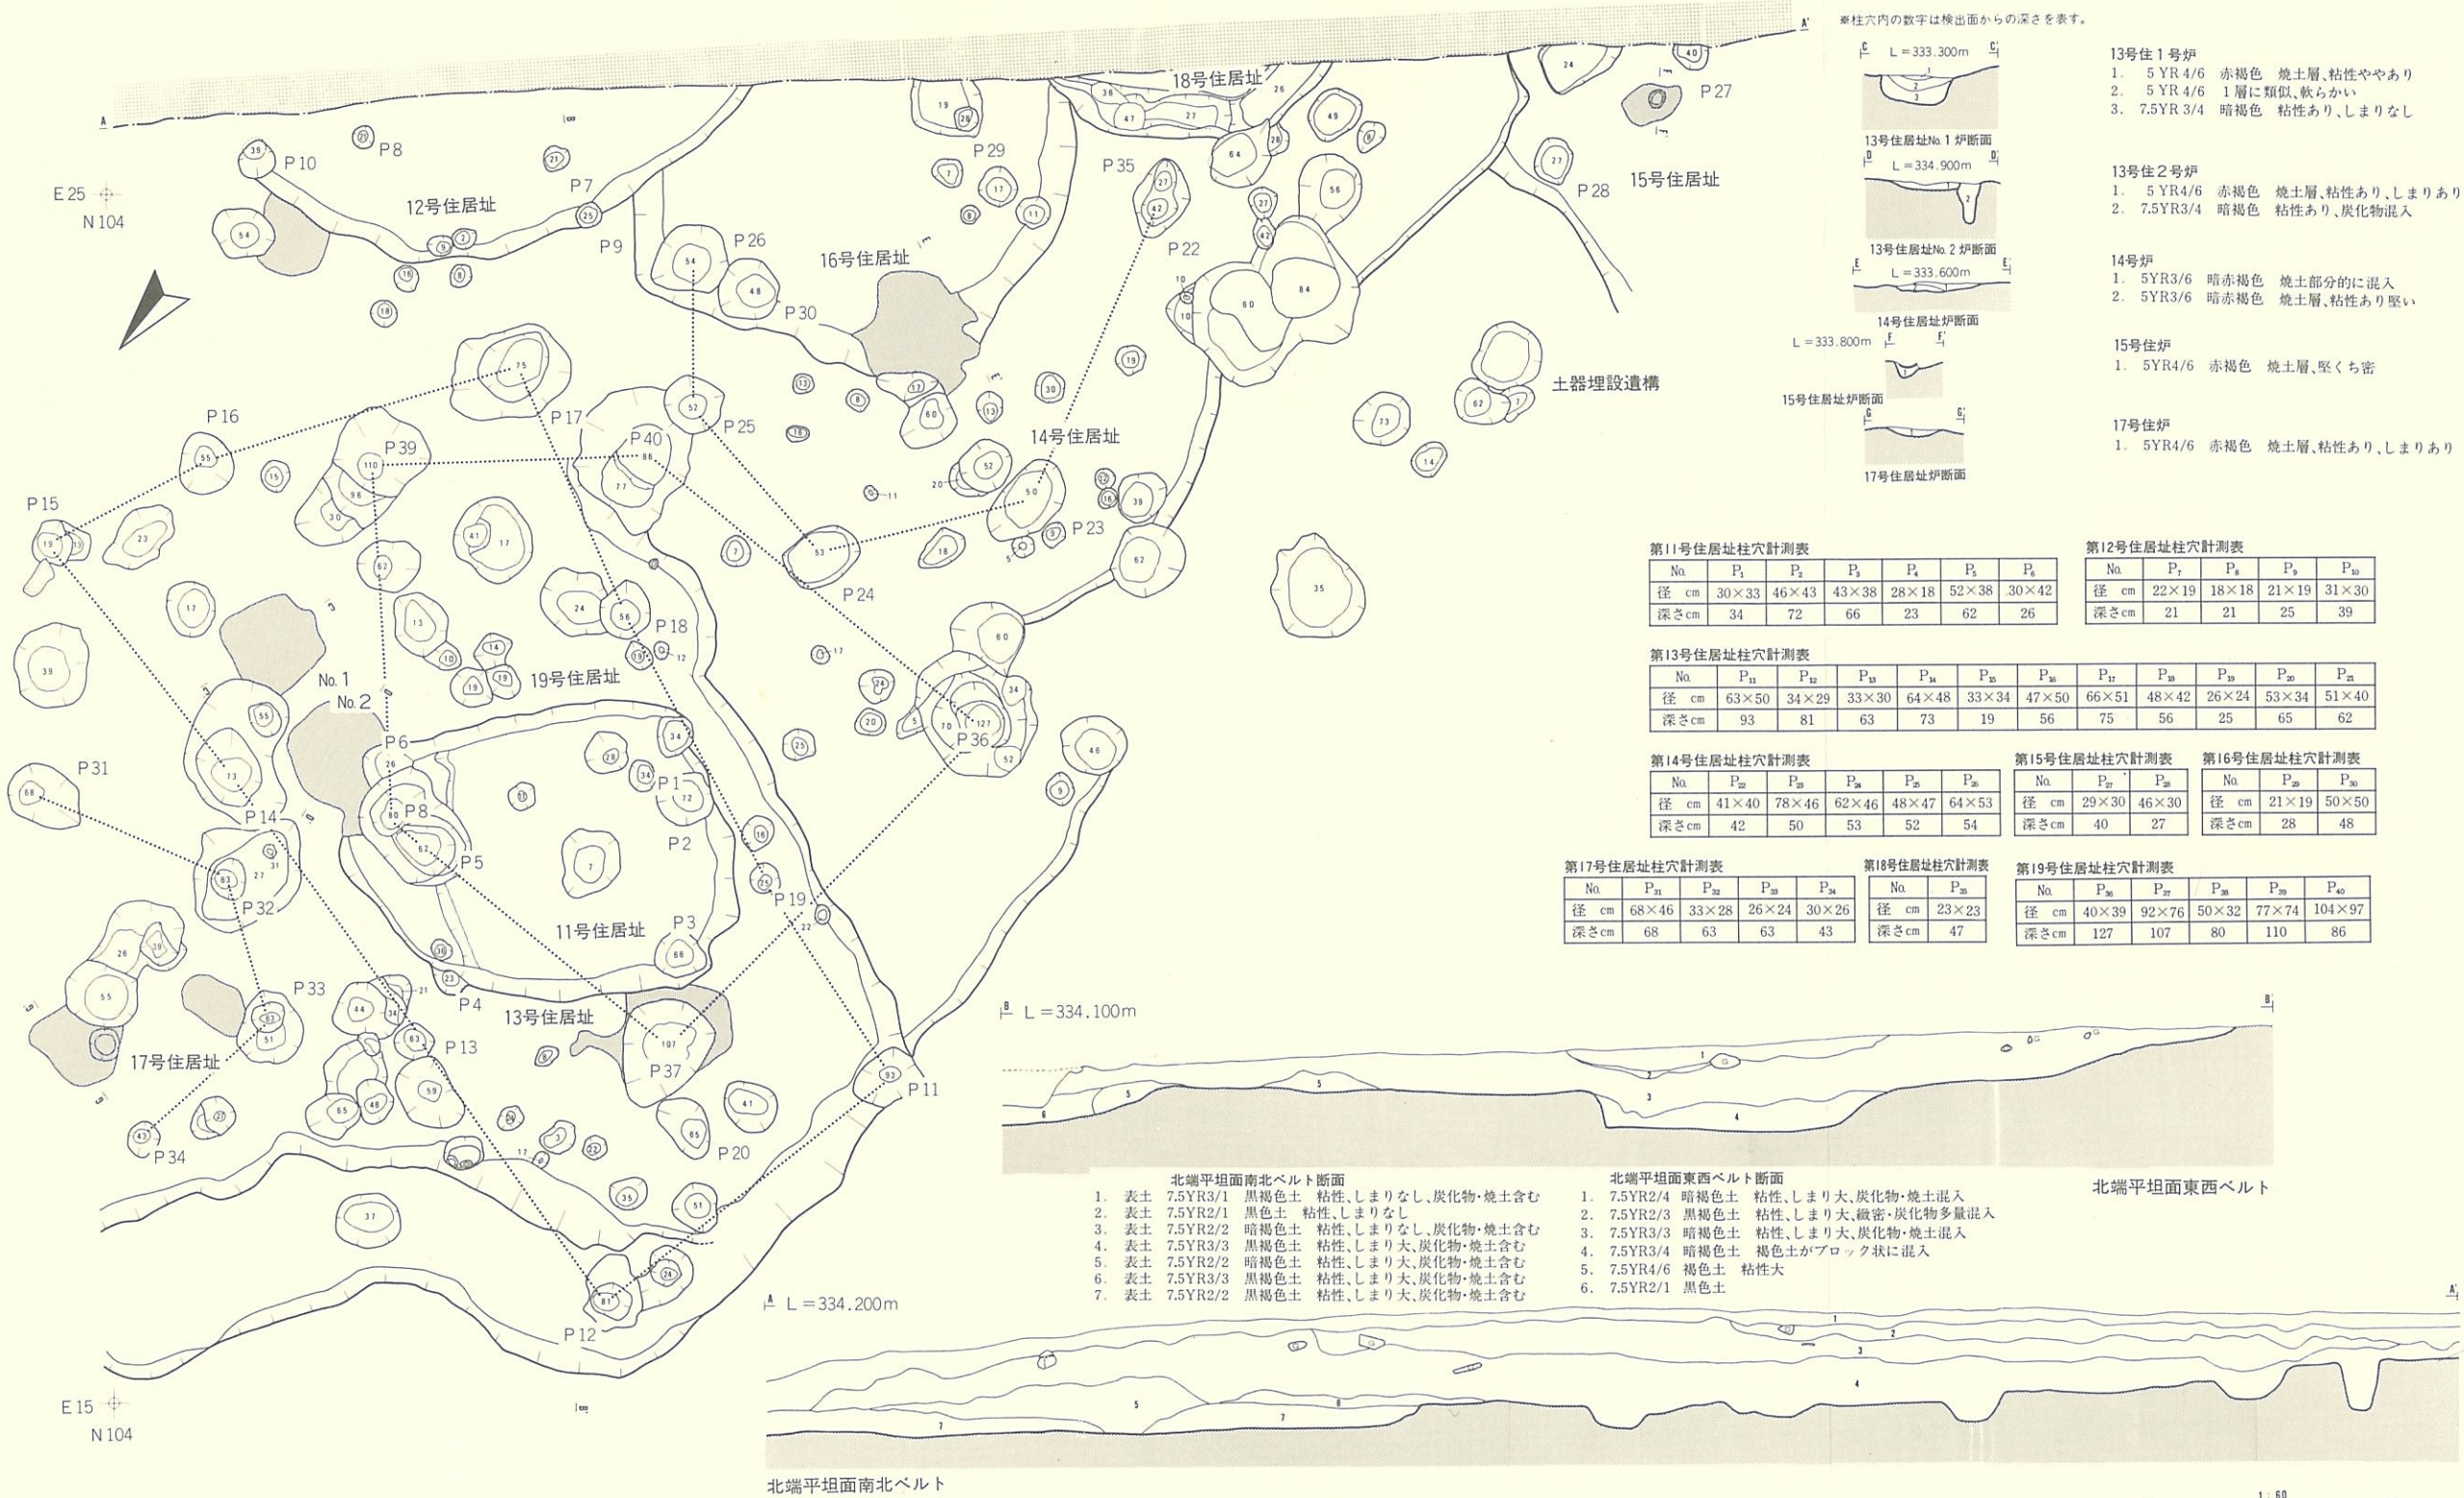 ※柱穴内の数字は検出面からの深さを表す。
C L＝333.300m C'
13号住居址No.1炉断面
D L＝334.900m D'
13号住居址No.2炉断面
E L＝333.600m E'
14号住居址炉断面
L＝333.800m F F'
15号住居址炉断面
G G'
17号住居址炉断面
13号住1号炉
1. 5YR4/6 赤褐色 焼土層、粘性ややあり
2. 5YR4/6 1層に類似、軟らかい
3. 7.5YR3/4 暗褐色 粘性あり、しまりなし
13号住2号炉
1. 5YR4/6 赤褐色 焼土層、粘性あり、しまりあり
2. 7.5YR3/4 暗褐色 粘性あり、炭化物混入
14号炉
1. 5YR3/6 暗赤褐色 焼土部分的に混入
2. 5YR3/6 暗赤褐色 焼土層、粘性あり堅い
15号住炉
1. 5YR4/6 赤褐色 焼土層、堅くち密
17号住炉
1. 5YR4/6 赤褐色 焼土層、粘性あり、しまりあり
A
A'
E25
N104
P10
P8
P7
12号住居址
P9
P26
P30
16号住居址
P29
18号住居址
P35
P22
P27
P28
15号住居址
土器埋設遺構
P16
P39
P17
P40
P25
14号住居址
P23
P24
P15
P18
19号住居址
No.1
No.2
P6
P1
P36
P31
P14
P8
P5
P2
P32
P19
11号住居址
P3
P4
P33
17号住居址
13号住居址
P13
P37
P11
P34
P20
P12
E15
N104
第11号住居址柱穴計測表
No. P1 P2 P3 P4 P5 P6
径 cm 30×33 46×43 43×38 28×18 52×38 30×42
深さcm 34 72 66 23 62 26
第12号住居址柱穴計測表
No. P7 P8 P9 P10
径 cm 22×19 18×18 21×19 31×30
深さcm 21 21 25 39
第13号住居址柱穴計測表
No. P11 P12 P13 P14 P15 P16 P17 P18 P19 P20 P21
径 cm 63×50 34×29 33×30 64×48 33×34 47×50 66×51 48×42 26×24 53×34 51×40
深さcm 93 81 63 73 19 56 75 56 25 65 62
第14号住居址柱穴計測表
No. P22 P23 P24 P25 P26
径 cm 41×40 78×46 62×46 48×47 64×53
深さcm 42 50 53 52 54
第15号住居址柱穴計測表
No. P27 P28
径 cm 29×30 46×30
深さcm 40 27
第16号住居址柱穴計測表
No. P29 P30
径 cm 21×19 50×50
深さcm 28 48
第17号住居址柱穴計測表
No. P31 P32 P33 P34
径 cm 68×46 33×28 26×24 30×26
深さcm 68 63 63 43
第18号住居址柱穴計測表
No. P35
径 cm 23×23
深さcm 47
第19号住居址柱穴計測表
No. P36 P37 P38 P39 P40
径 cm 40×39 92×76 50×32 77×74 104×97
深さcm 127 107 80 110 86
B L＝334.100m B'
北端平坦面東西ベルト
北端平坦面南北ベルト断面
1. 表土 7.5YR3/1 黒褐色土 粘性、しまりなし、炭化物・焼土含む
2. 表土 7.5YR2/1 黒色土 粘性、しまりなし
3. 表土 7.5YR2/2 暗褐色土 粘性、しまりなし、炭化物・焼土含む
4. 表土 7.5YR3/3 黒褐色土 粘性、しまり大、炭化物・焼土含む
5. 表土 7.5YR2/2 暗褐色土 粘性、しまり大、炭化物・焼土含む
6. 表土 7.5YR3/3 黒褐色土 粘性、しまり大、炭化物・焼土含む
7. 表土 7.5YR2/2 黒褐色土 粘性、しまり大、炭化物・焼土含む
北端平坦面東西ベルト断面
1. 7.5YR2/4 暗褐色土 粘性、しまり大、炭化物・焼土混入
2. 7.5YR2/3 黒褐色土 粘性、しまり大、緻密・炭化物多量混入
3. 7.5YR3/3 暗褐色土 粘性、しまり大、炭化物・焼土混入
4. 7.5YR3/4 暗褐色土 褐色土がブロック状に混入
5. 7.5YR4/6 褐色土 粘性大
6. 7.5YR2/1 黒色土
A L＝334.200m A'
北端平坦面南北ベルト
1：60